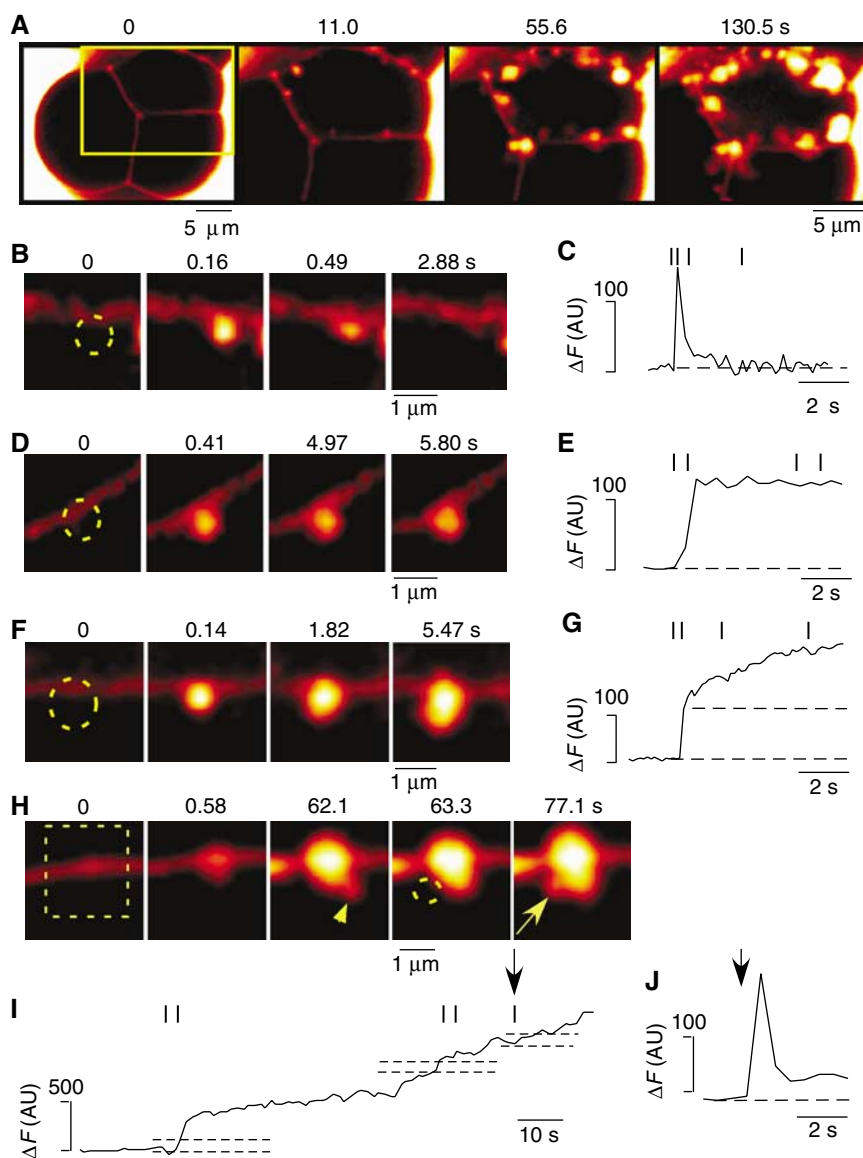 A
0 11.0 55.6 130.5 s
5 μm 5 μm
B
0 0.16 0.49 2.88 s
1 μm
C
100
ΔF (AU)
2 s
D
0 0.41 4.97 5.80 s
1 μm
E
100
ΔF (AU)
2 s
F
0 0.14 1.82 5.47 s
1 μm
G
100
ΔF (AU)
2 s
H
0 0.58 62.1 63.3 77.1 s
1 μm
I
500
ΔF (AU)
10 s
J
100
ΔF (AU)
2 s